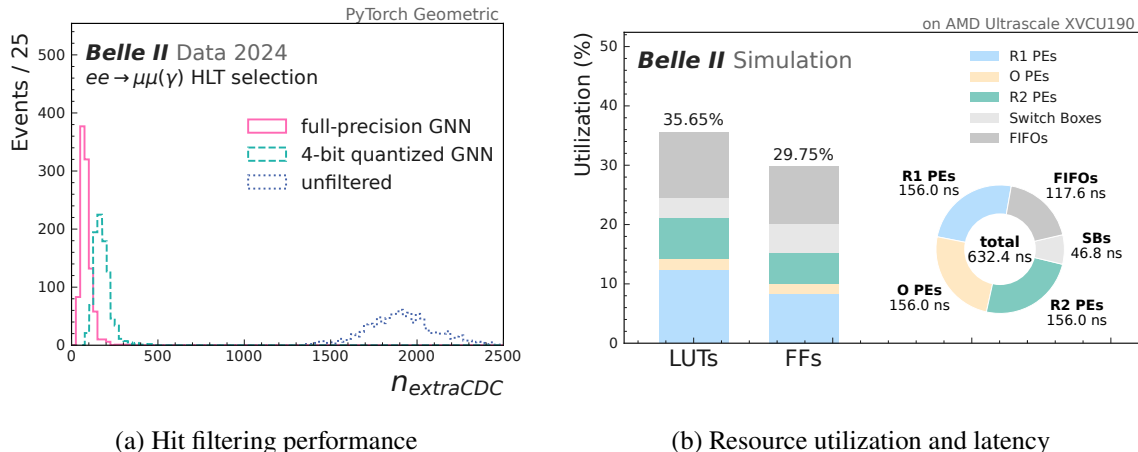 PyTorch Geometric
Belle II Data 2024
ee→μμ(γ) HLT selection
full-precision GNN
4-bit quantized GNN
unfiltered
Events / 25
500
400
300
200
100
0
0 500 1000 1500 2000 2500
n_extraCDC
(a) Hit filtering performance
on AMD Ultrascale XVCU190
Belle II Simulation
R1 PEs
O PEs
R2 PEs
Switch Boxes
FIFOs
Utilization (%)
50
40
30
20
10
0
35.65%
29.75%
LUTs FFs
R1 PEs
156.0 ns
FIFOs
117.6 ns
SBs
46.8 ns
total
632.4 ns
O PEs
156.0 ns
R2 PEs
156.0 ns
(b) Resource utilization and latency